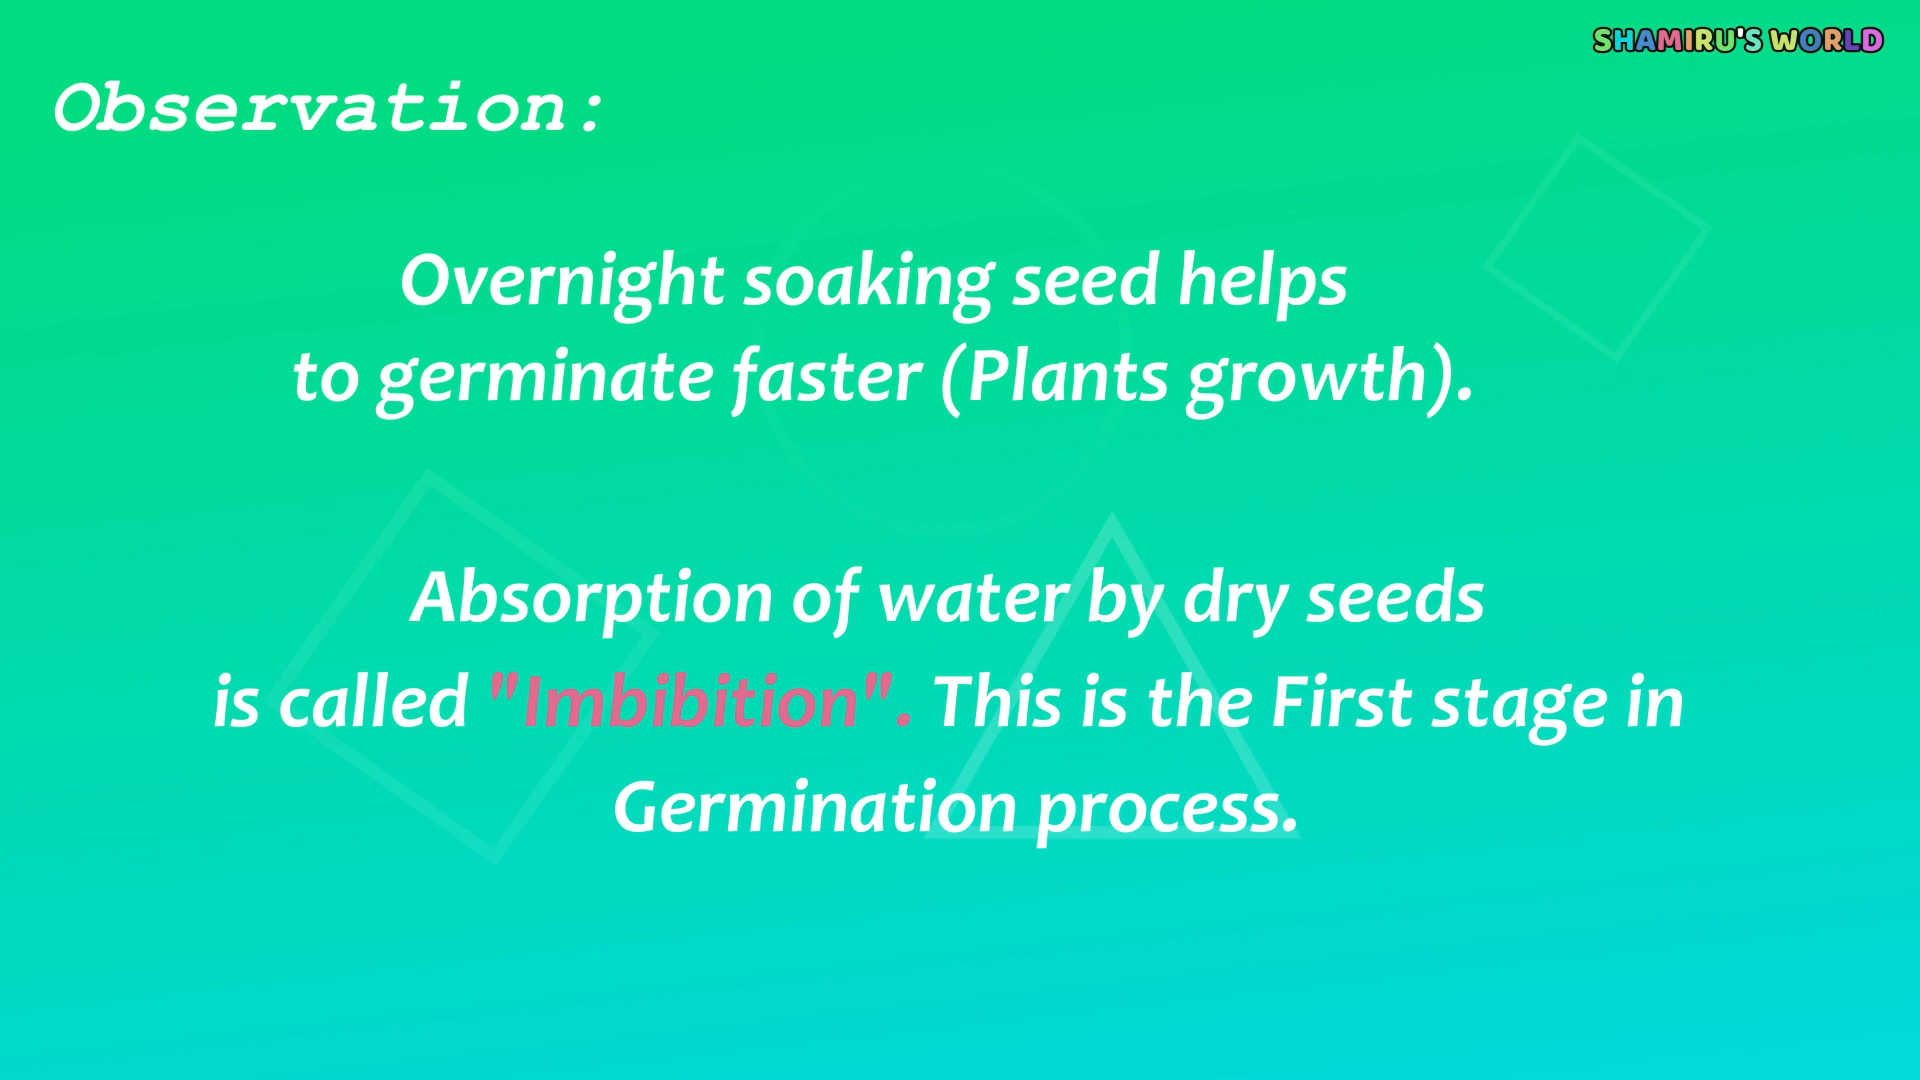 SHAMIRU'S WORLD
Observation:
Overnight soaking seed helps
to germinate faster (Plants growth).
Absorption of water by dry seeds
is called "Imbibition". This is the First stage in
Germination process.